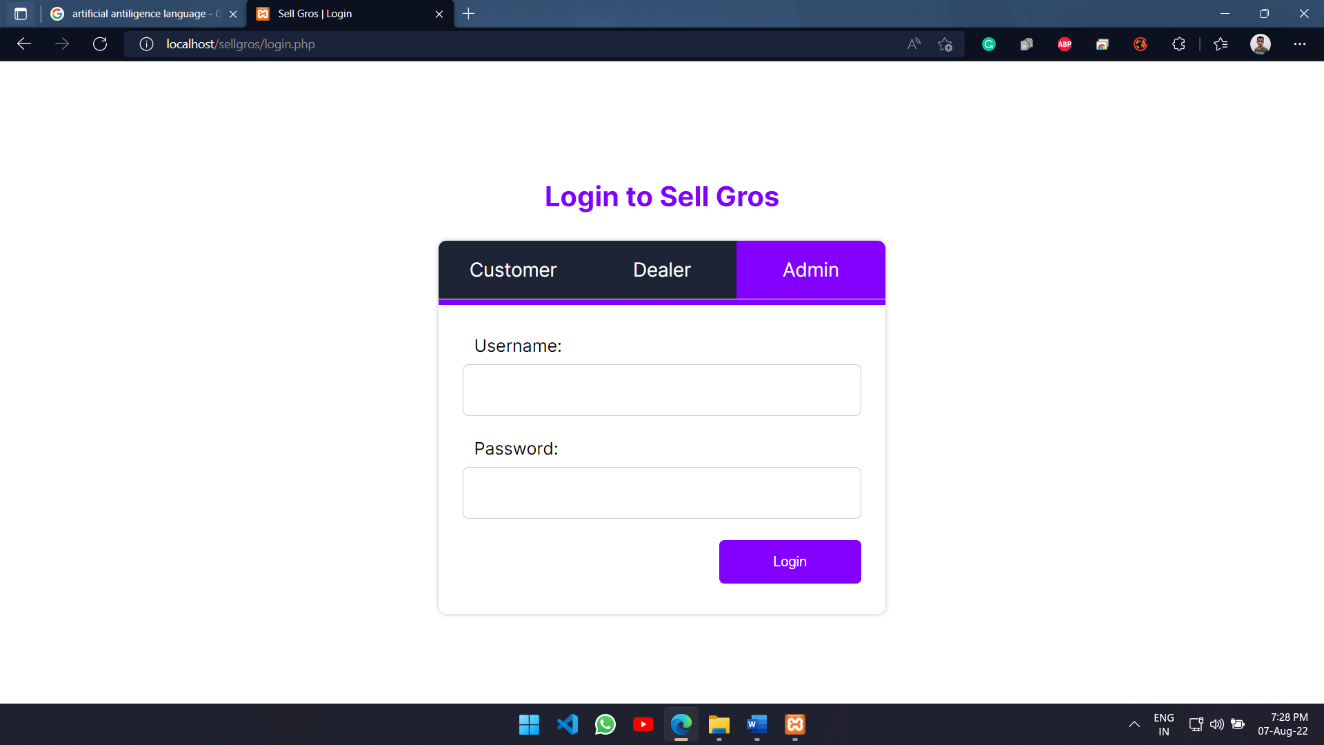 artificial antiligence language - G
Sell Gros | Login
localhost/sellgros/login.php
ABP
Login to Sell Gros
Customer Dealer Admin
Username:
Password:
Login
ENG
IN
7:28 PM
07-Aug-22